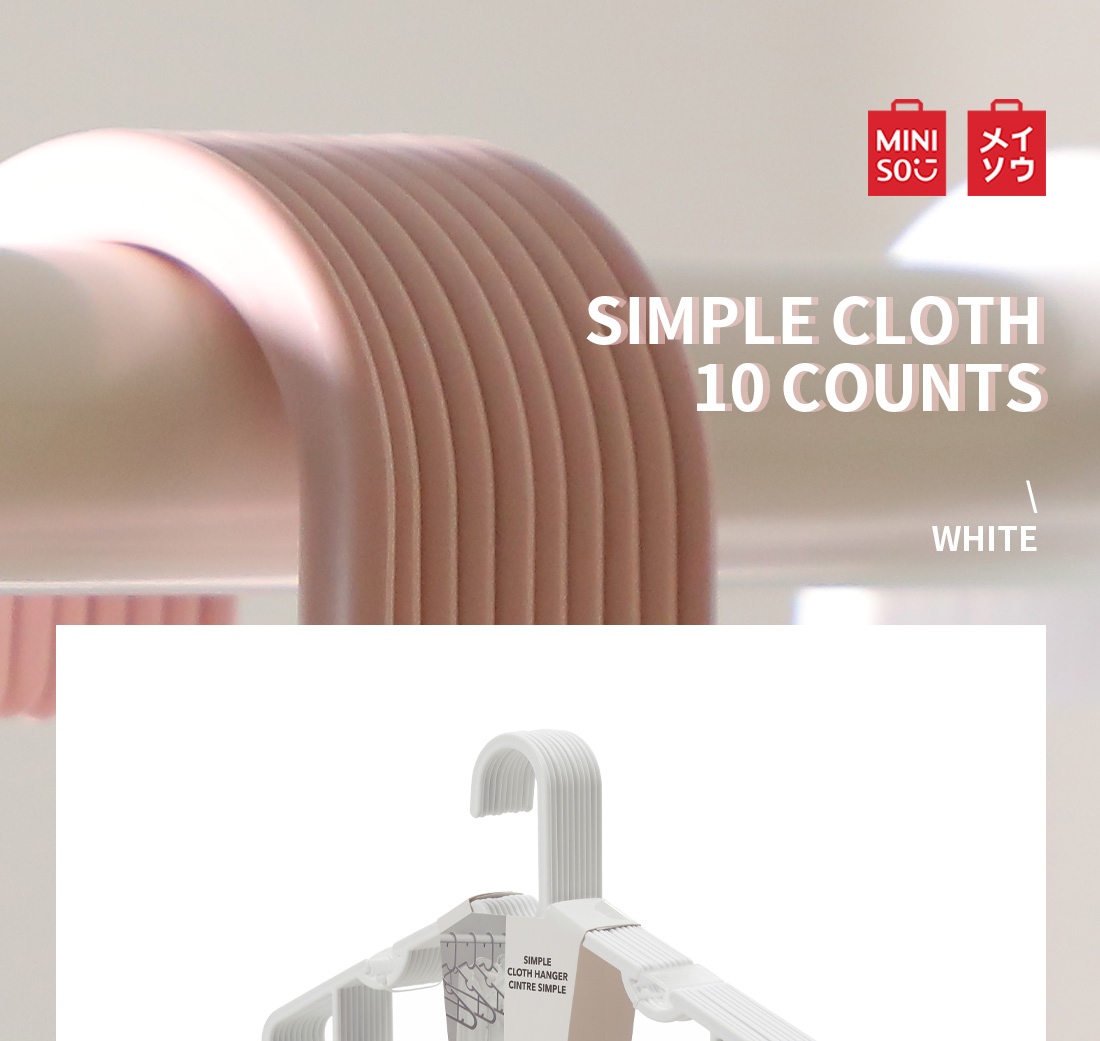 MINI
SO
メイ
ソウ
SIMPLE CLOTH
10 COUNTS
\
WHITE
SIMPLE
CLOTH HANGER
CINTRE SIMPLE